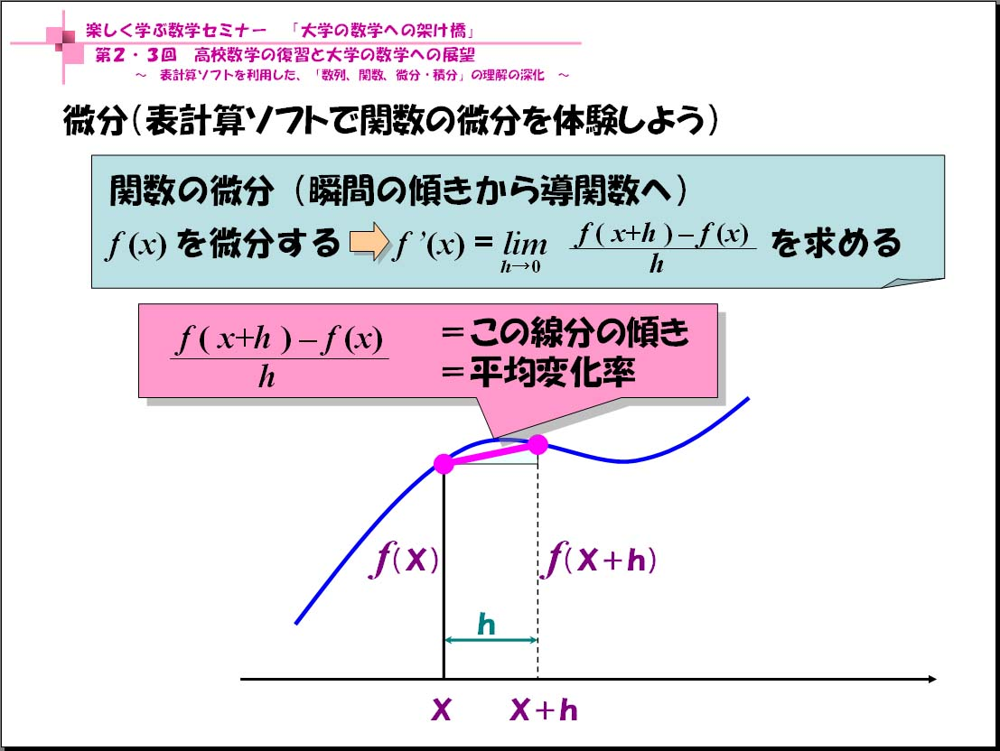 楽しく学ぶ数学セミナー 「大学の数学への架け橋」
第2・3回 高校数学の復習と大学の数学への展望
~ 表計算ソフトを利用した、「数列、関数、微分・積分」の理解の深化 ~
微分(表計算ソフトで関数の微分を体験しよう)
関数の微分(瞬間の傾きから導関数へ)
f (x) を微分する ⇨ f ’(x) = lim h→0 f ( x+h ) – f (x) / h を求める
f ( x+h ) – f (x) / h
=この線分の傾き
=平均変化率
f(X)
f(X+h)
h
X
X+h